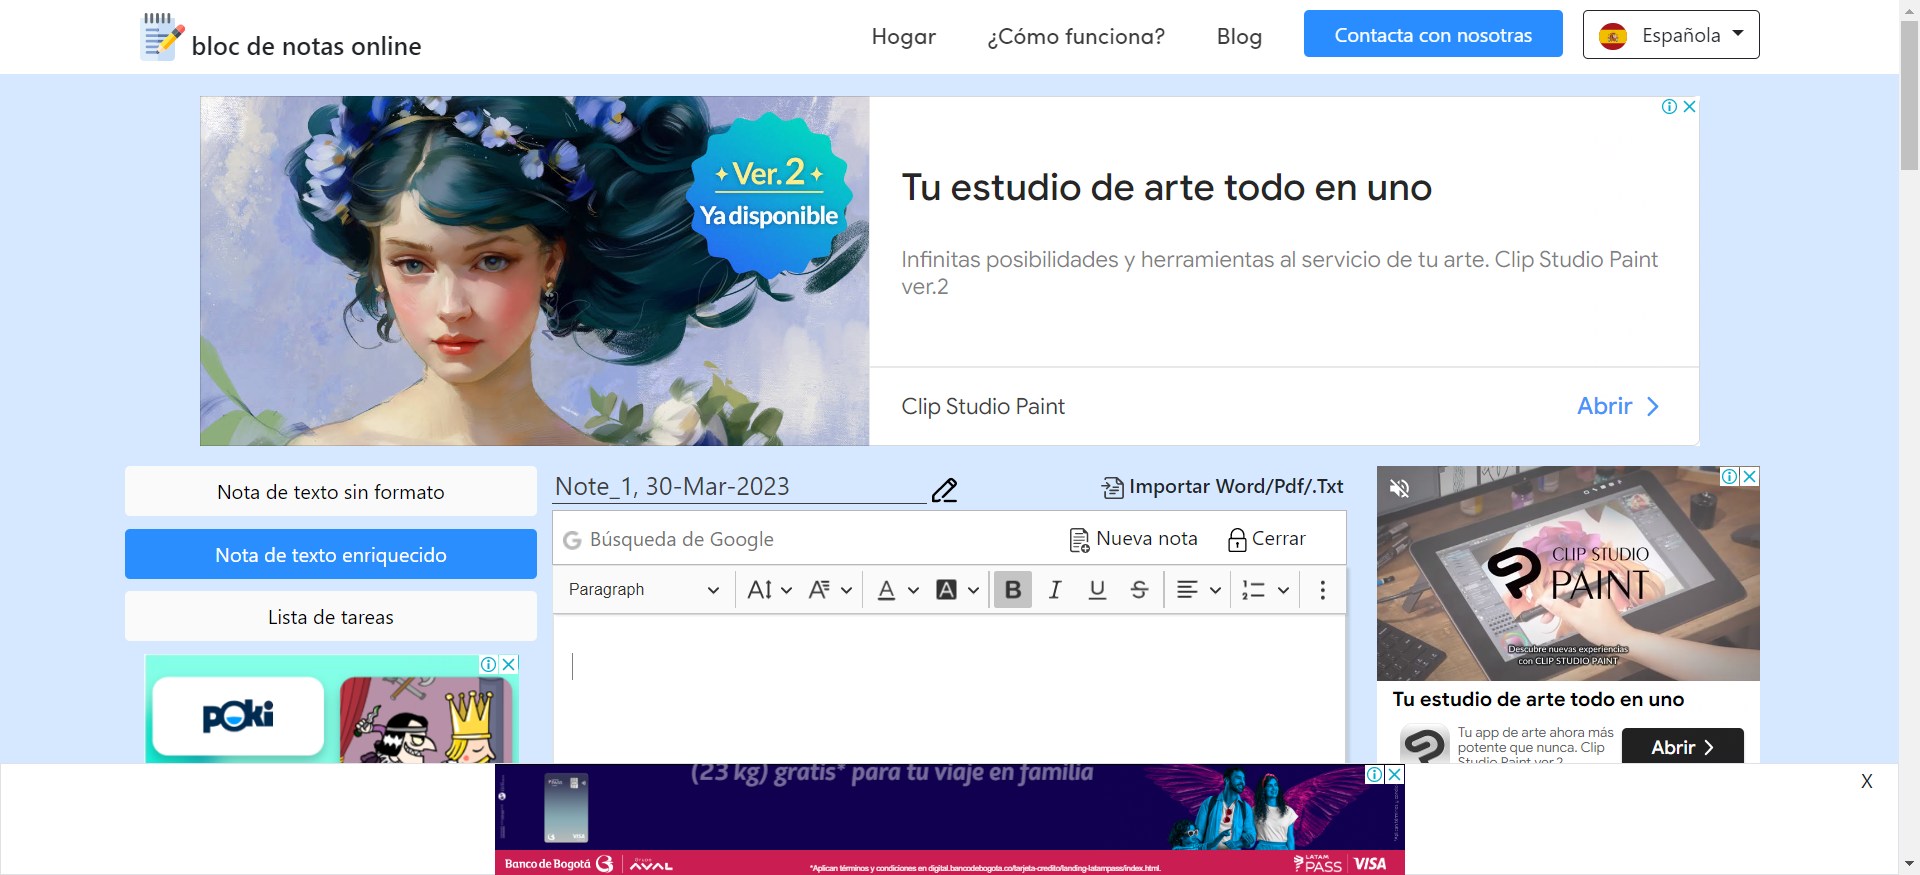 bloc de notas online
Hogar
¿Cómo funciona?
Blog
Contacta con nosotras
Española
Ver.2
Ya disponible
Tu estudio de arte todo en uno
Infinitas posibilidades y herramientas al servicio de tu arte. Clip Studio Paint
ver.2
Clip Studio Paint
Abrir
Nota de texto sin formato
Nota de texto enriquecido
Lista de tareas
POKI
Note_1, 30-Mar-2023
Importar Word/Pdf/.Txt
Búsqueda de Google
Nueva nota
Cerrar
Paragraph
CLIP STUDIO
PAINT
Descubre nuevas experiencias
con CLIP STUDIO PAINT
Tu estudio de arte todo en uno
Tu app de arte ahora más
potente que nunca. Clip
Studio Paint ver.2
Abrir
(23 kg) gratis* para tu viaje en familia
VISA
Banco de Bogotá
Grupo
AVAL
*Aplican términos y condiciones en digital.bancodebogota.co/tarjeta-credito/landing-latampass/index.html.
LATAM
PASS
VISA
X